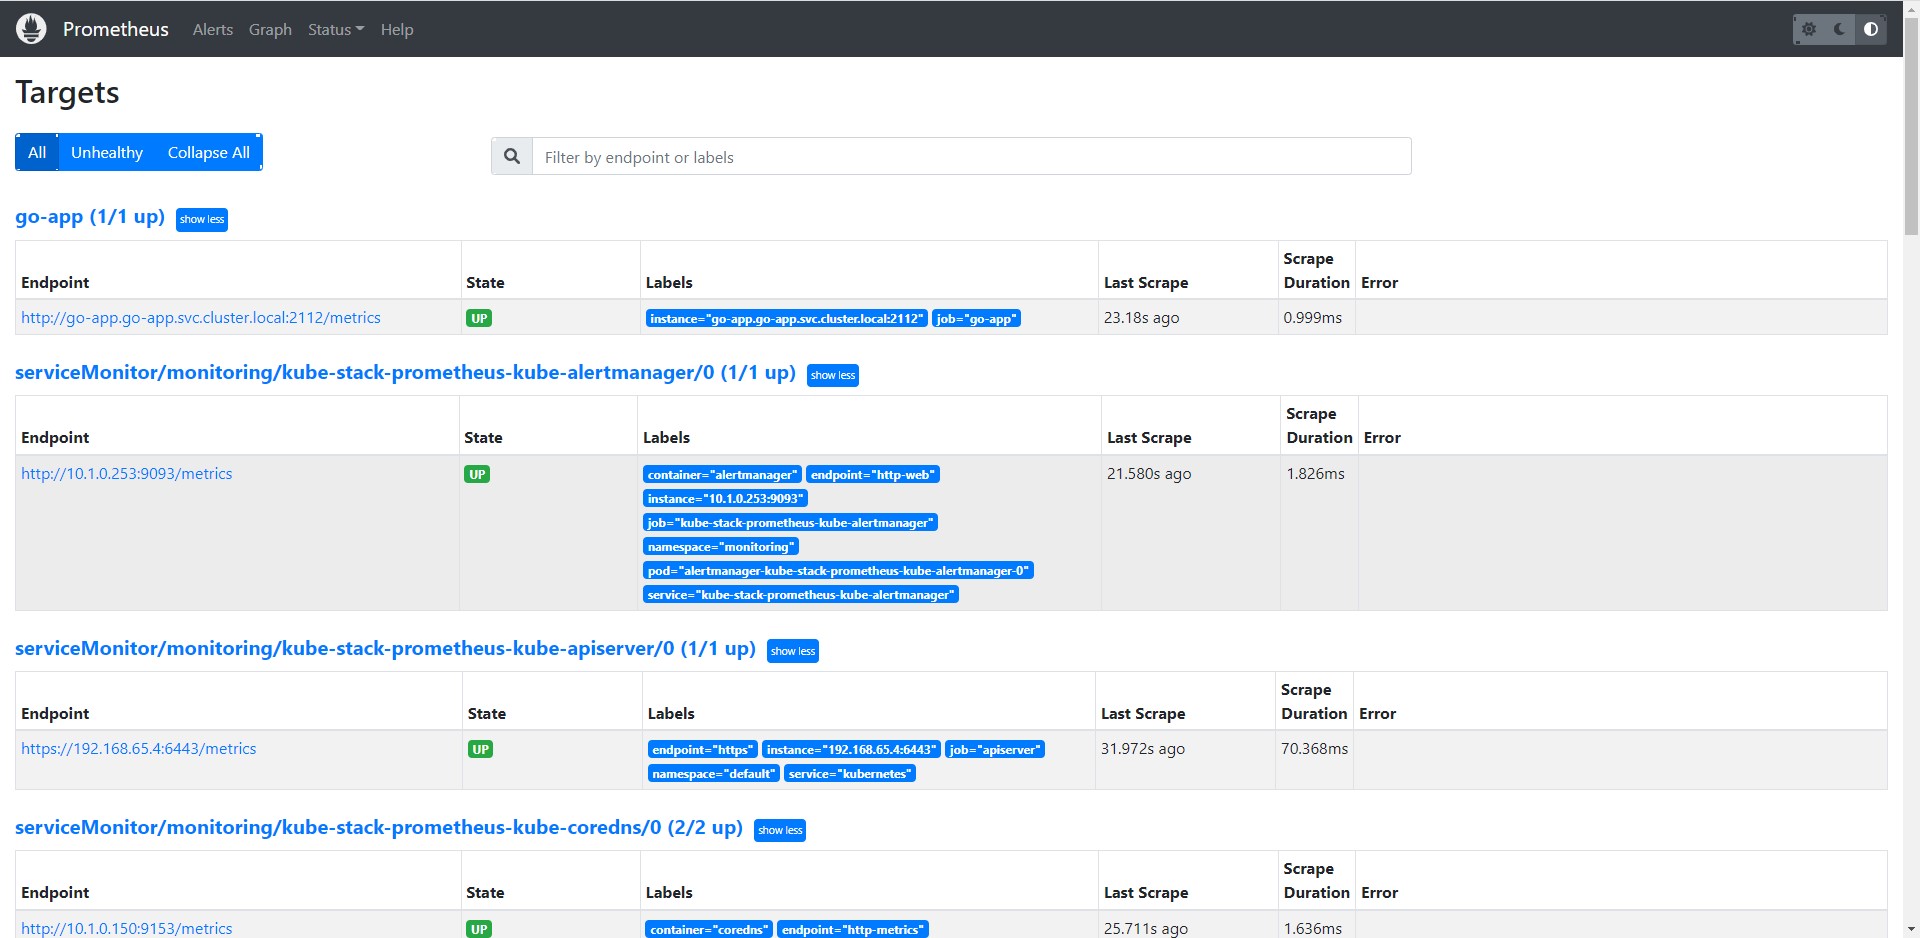 Prometheus Alerts Graph Status Help
Targets
All Unhealthy Collapse All Filter by endpoint or labels
go-app (1/1 up) show less
Endpoint State Labels Last Scrape Scrape Duration Error
http://go-app.go-app.svc.cluster.local:2112/metrics UP instance="go-app.go-app.svc.cluster.local:2112" job="go-app" 23.18s ago 0.999ms
serviceMonitor/monitoring/kube-stack-prometheus-kube-alertmanager/0 (1/1 up) show less
Endpoint State Labels Last Scrape Scrape Duration Error
http://10.1.0.253:9093/metrics UP container="alertmanager" endpoint="http-web" 21.580s ago 1.826ms
instance="10.1.0.253:9093"
job="kube-stack-prometheus-kube-alertmanager"
namespace="monitoring"
pod="alertmanager-kube-stack-prometheus-kube-alertmanager-0"
service="kube-stack-prometheus-kube-alertmanager"
serviceMonitor/monitoring/kube-stack-prometheus-kube-apiserver/0 (1/1 up) show less
Endpoint State Labels Last Scrape Scrape Duration Error
https://192.168.65.4:6443/metrics UP endpoint="https" instance="192.168.65.4:6443" job="apiserver" 31.972s ago 70.368ms
namespace="default" service="kubernetes"
serviceMonitor/monitoring/kube-stack-prometheus-kube-coredns/0 (2/2 up) show less
Endpoint State Labels Last Scrape Scrape Duration Error
http://10.1.0.150:9153/metrics UP container="coredns" endpoint="http-metrics" 25.711s ago 1.636ms